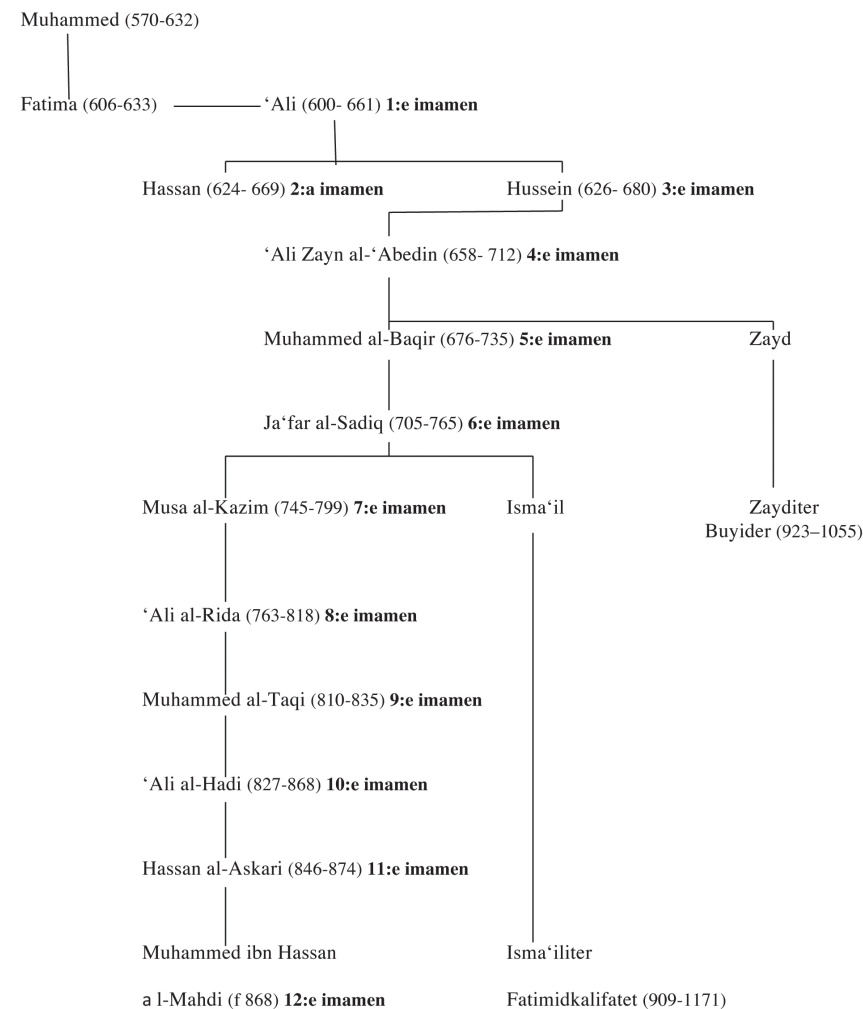 Muhammed (570-632)
Fatima (606-633) ‘Ali (600- 661) 1:e imamen
Hassan (624- 669) 2:a imamen Hussein (626- 680) 3:e imamen
‘Ali Zayn al-‘Abedin (658- 712) 4:e imamen
Muhammed al-Baqir (676-735) 5:e imamen Zayd
Ja‘far al-Sadiq (705-765) 6:e imamen
Musa al-Kazim (745-799) 7:e imamen Isma‘il Zayditer
Buyider (923–1055)
‘Ali al-Rida (763-818) 8:e imamen
Muhammed al-Taqi (810-835) 9:e imamen
‘Ali al-Hadi (827-868) 10:e imamen
Hassan al-Askari (846-874) 11:e imamen
Muhammed ibn Hassan Isma‘iliter
a l-Mahdi (f 868) 12:e imamen Fatimidkalifatet (909-1171)